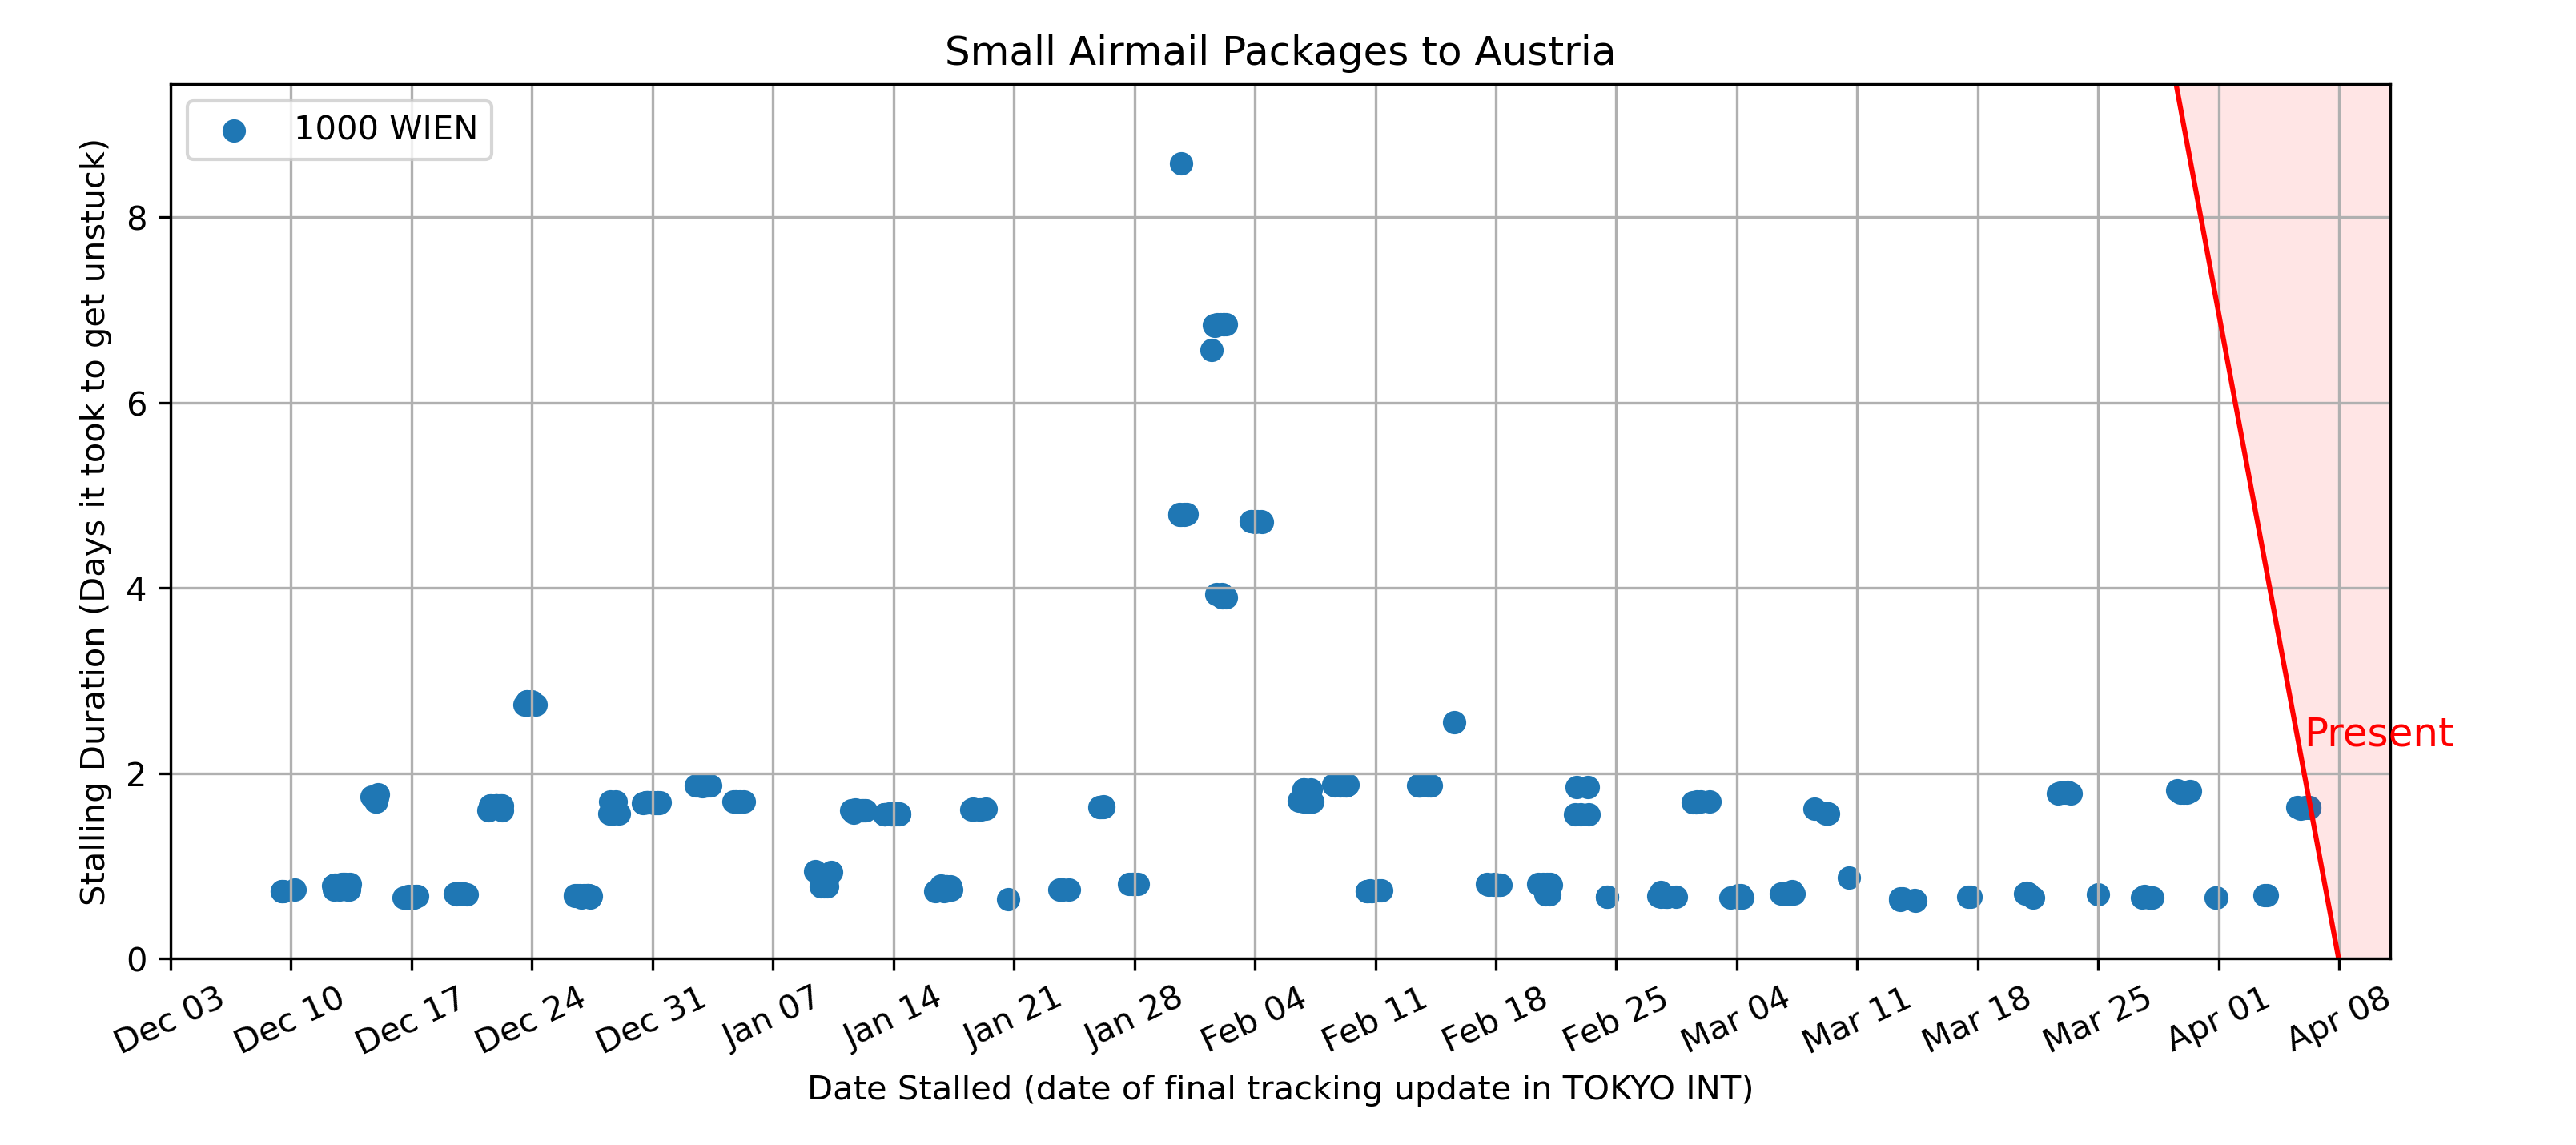 Small Airmail Packages to Austria
1000 WIEN
Stalling Duration (Days it took to get unstuck)
8
6
4
2
0
Present
Dec 03
Dec 10
Dec 17
Dec 24
Dec 31
Jan 07
Jan 14
Jan 21
Jan 28
Feb 04
Feb 11
Feb 18
Feb 25
Mar 04
Mar 11
Mar 18
Mar 25
Apr 01
Apr 08
Date Stalled (date of final tracking update in TOKYO INT)